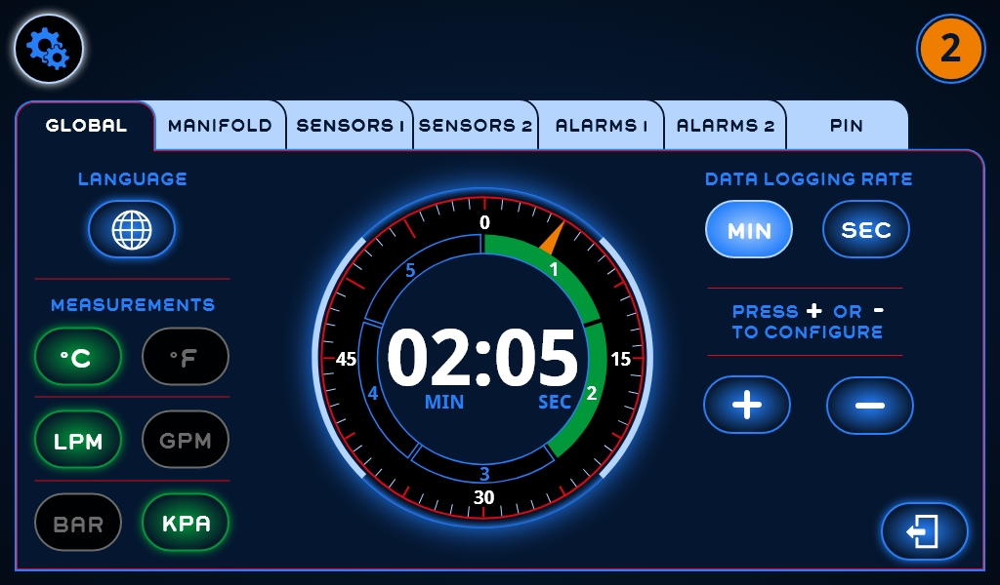 2
GLOBAL
MANIFOLD
SENSORS 1
SENSORS 2
ALARMS 1
ALARMS 2
PIN
LANGUAGE
MEASUREMENTS
°C
°F
LPM
GPM
BAR
KPA
0
1
15
2
3
30
4
45
5
02:05
MIN
SEC
DATA LOGGING RATE
MIN
SEC
PRESS + OR -
TO CONFIGURE
+
-